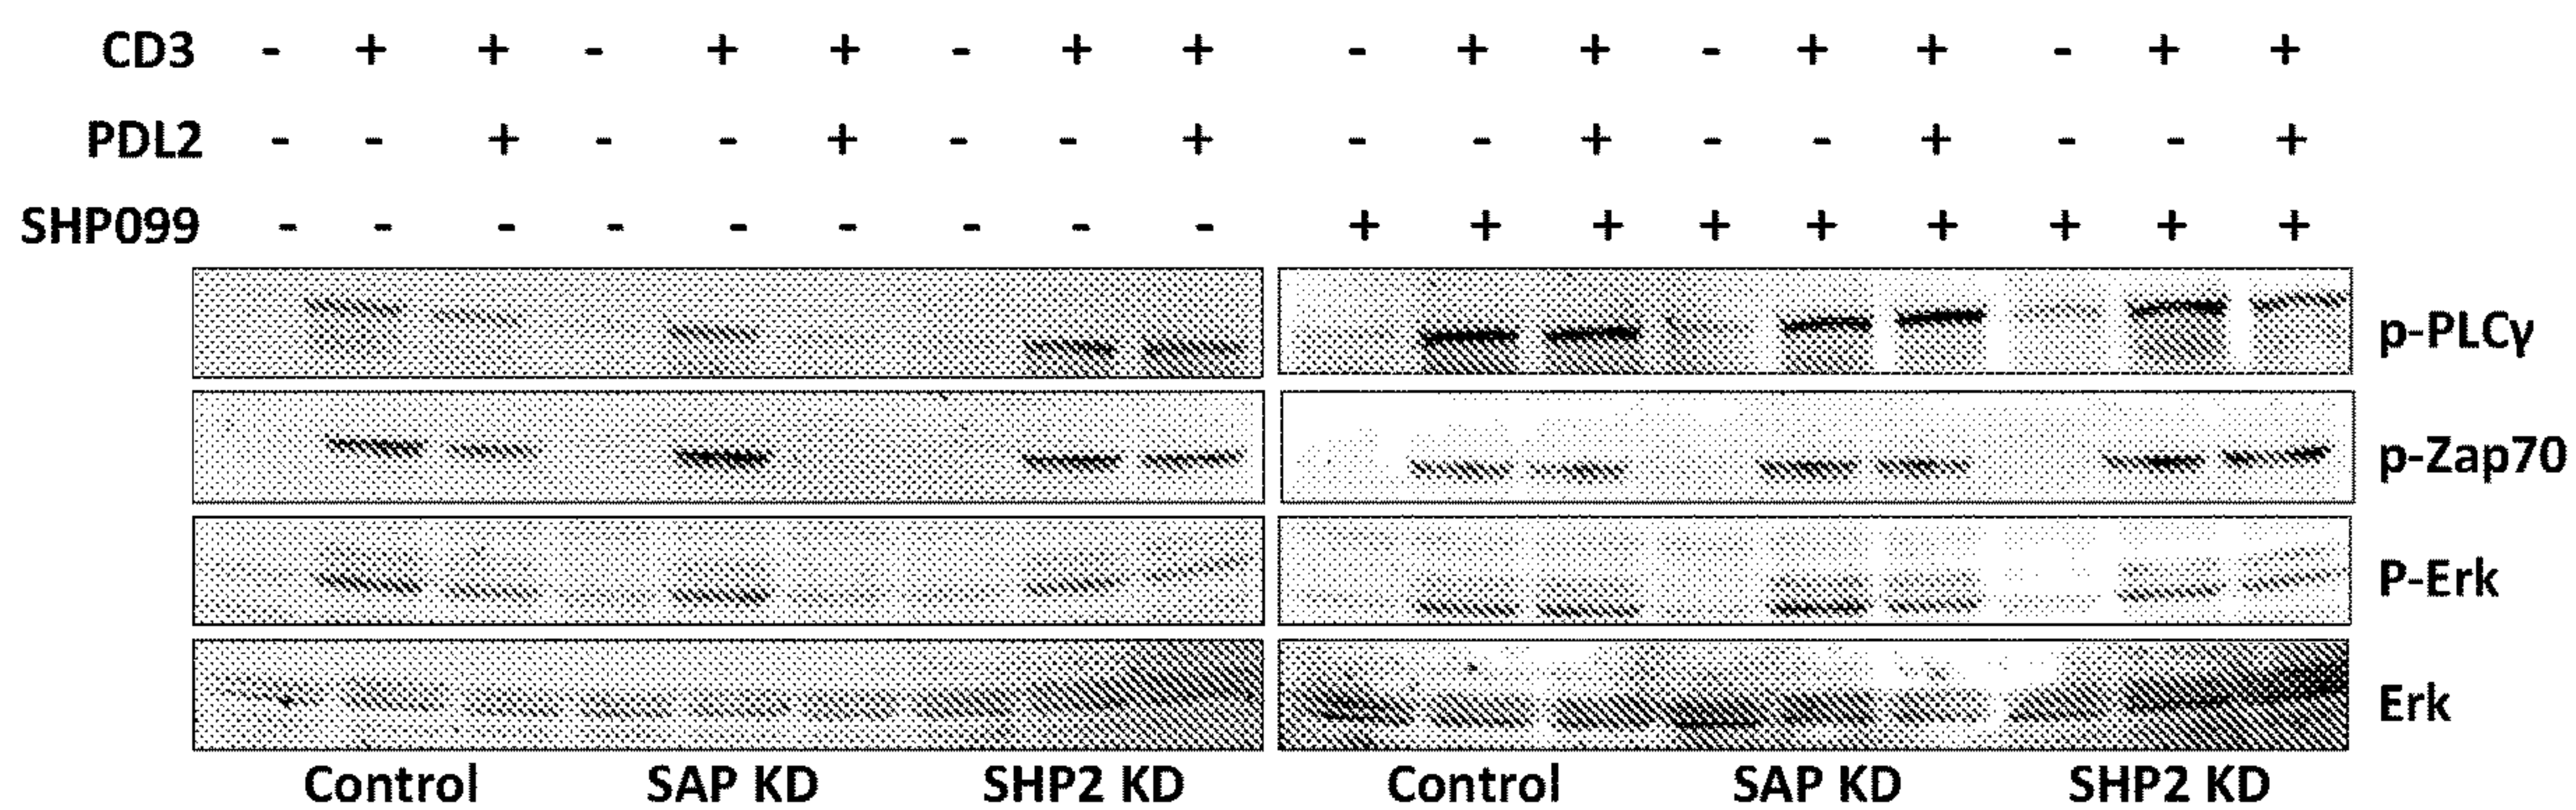 CD3 - + + - + + - + + - + + - + + - + +
PDL2 - - + - - + - - + - - + - - + - - +
SHP099 - - - - - - - - - + + + + + + + + +
p-PLCγ
p-Zap70
P-Erk
Erk
Control SAP KD SHP2 KD Control SAP KD SHP2 KD